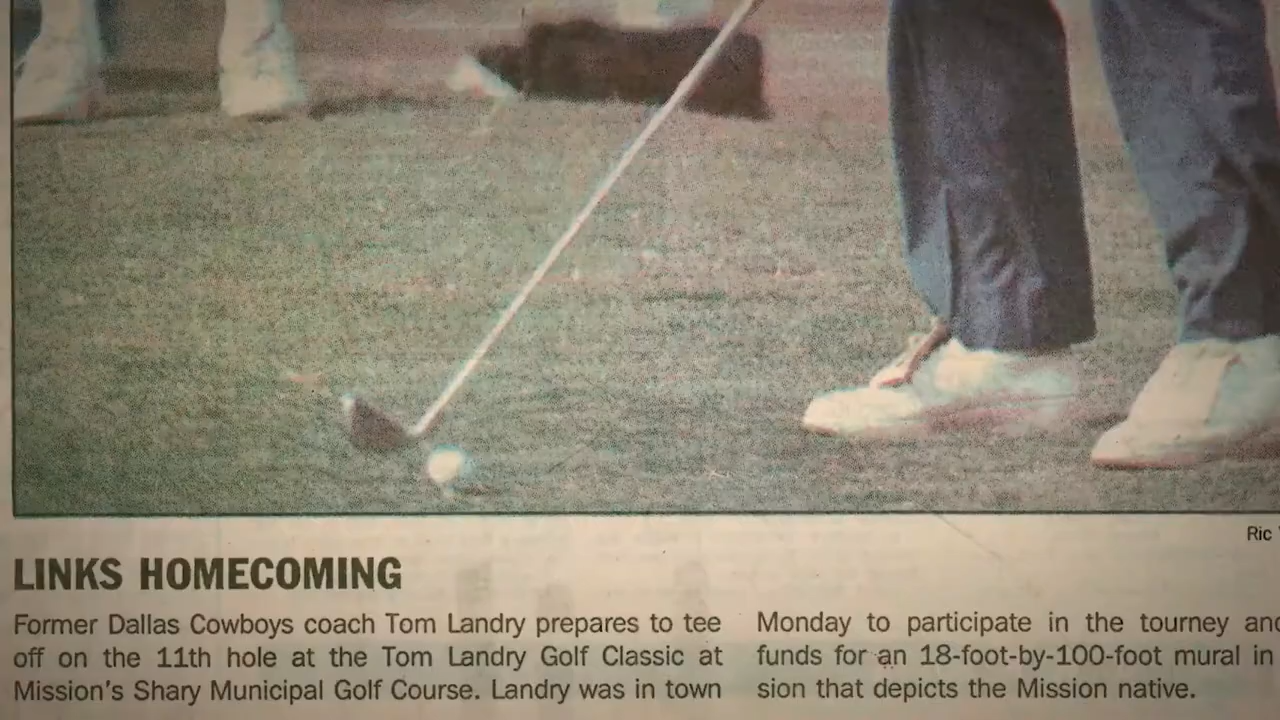 Ric
LINKS HOMECOMING
Former Dallas Cowboys coach Tom Landry prepares to tee
off on the 11th hole at the Tom Landry Golf Classic at
Mission's Shary Municipal Golf Course. Landry was in town
Monday to participate in the tourney and
funds for an 18-foot-by-100-foot mural in
sion that depicts the Mission native.